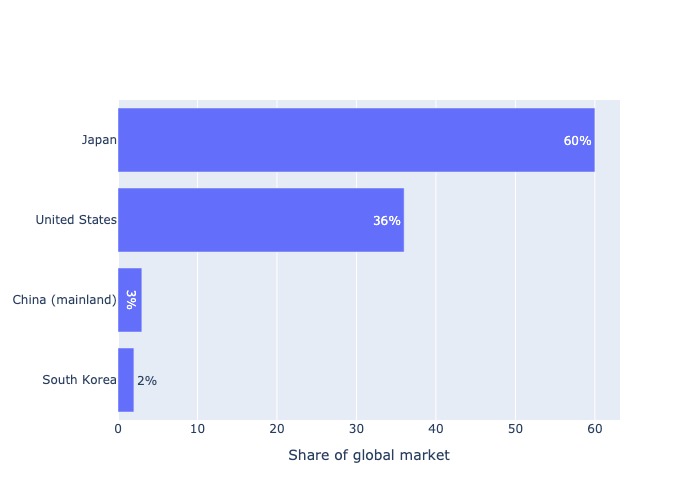 Japan
60%
United States
36%
China (mainland)
3%
South Korea
2%
0 10 20 30 40 50 60
Share of global market